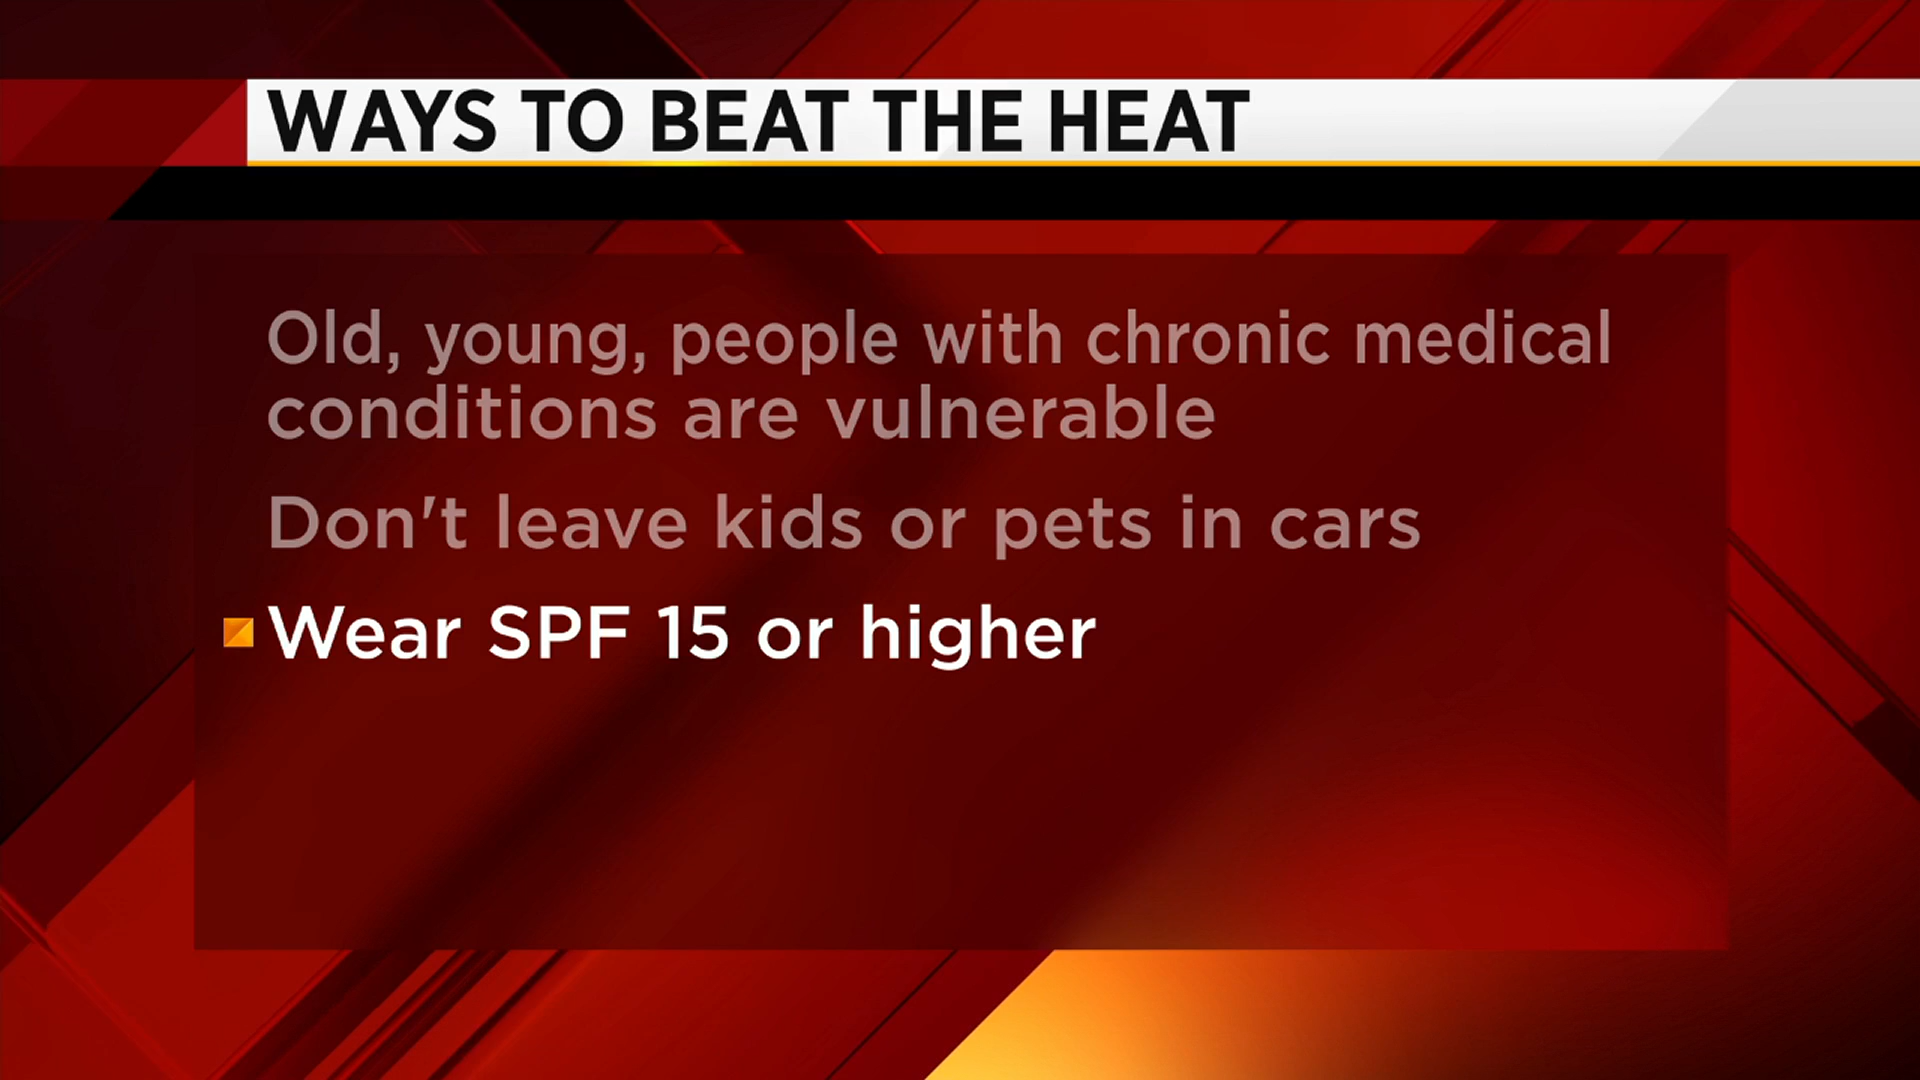 WAYS TO BEAT THE HEAT
Old, young, people with chronic medical
conditions are vulnerable
Don't leave kids or pets in cars
Wear SPF 15 or higher